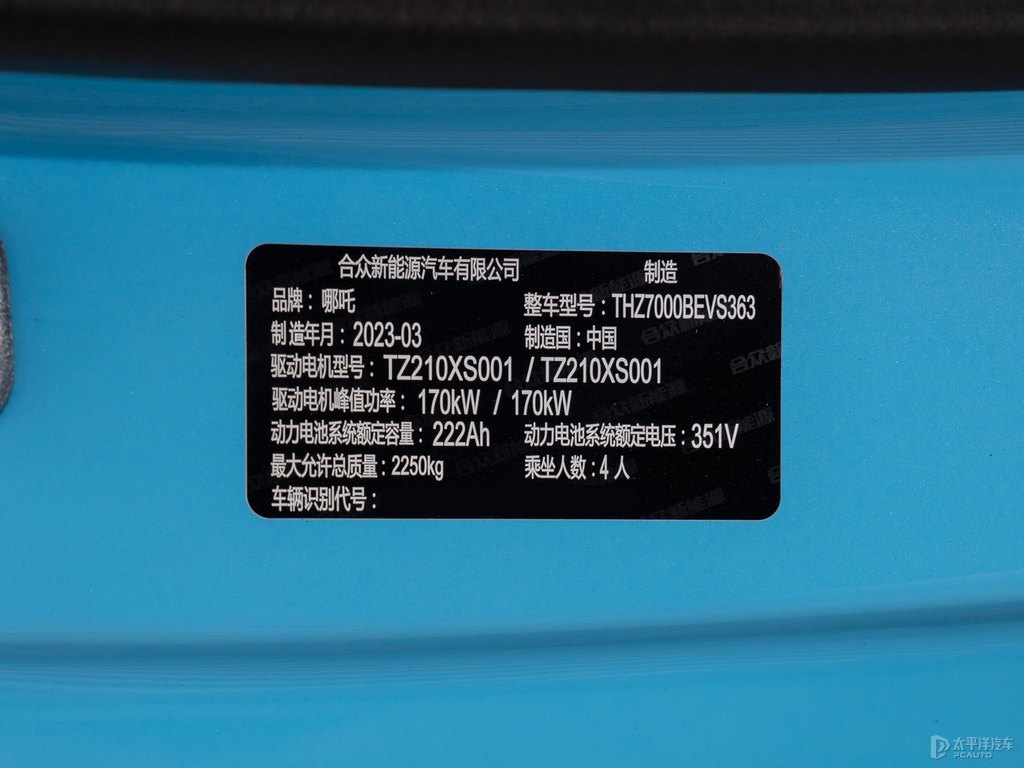 合众新能源汽车有限公司 制造
品牌：哪吒 整车型号：THZ7000BEVS363
制造年月：2023-03 制造国：中国
驱动电机型号：TZ210XS001 / TZ210XS001
驱动电机峰值功率：170kW / 170kW
动力电池系统额定容量：222Ah 动力电池系统额定电压：351V
最大允许总质量：2250kg 乘坐人数：4 人
车辆识别代号：
太平洋汽车
PCAUTO